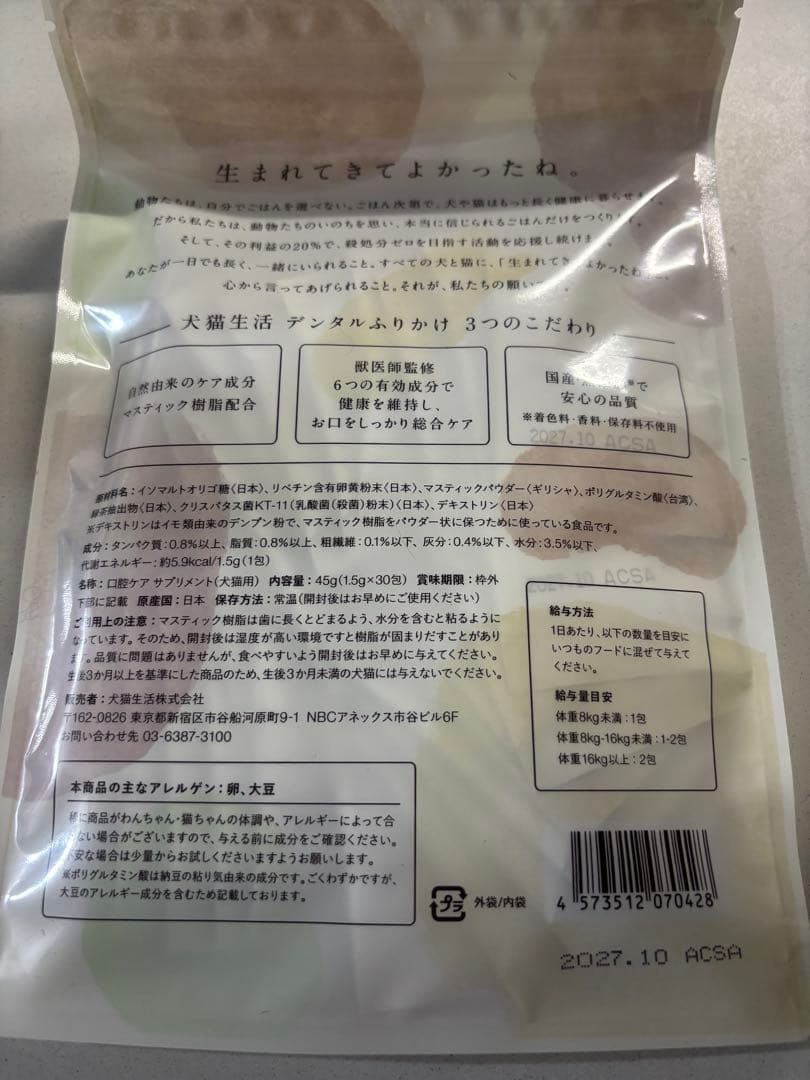 生まれてきてよかったね。
動物たちは、自分でごはんを選べない。ごはん次第で、犬や猫はもっと長く健康に暮らせ
だから私たちは、動物たちのいのちを思い、本当に信じられるごはんだけをつくり
そして、その利益の20%で、殺処分ゼロを目指す活動を応援し続けま
あなたが一日でも長く、一緒にいられること。すべての犬と猫に、「生まれてき よかったね
心から言ってあげられること。それが、私たちの願い
犬猫生活 デンタルふりかけ 3つのこだわり
自然由来のケア成分
マスティック樹脂配合
獣医師監修
6つの有効成分で
健康を維持し、
お口をしっかり総合ケア
国産 ※で
安心の品質
※着色料・香料・保存料不使用
2027.10 ACSA
原材料名:イソマルトオリゴ糖〈日本〉、リベチン含有卵黄粉末〈日本〉、マスティックパウダー〈ギリシャ〉、ポリグルタミン酸〈台湾〉、
緑茶抽出物〈日本〉、クリスパタス菌KT-11(乳酸菌(殺菌)粉末)〈日本〉、デキストリン〈日本〉
※デキストリンはイモ類由来のデンプン粉で、マスティック樹脂をパウダー状に保つために使っている食品です。
成分:タンパク質:0.8%以上、脂質:0.8%以上、粗繊維:0.1%以下、灰分:0.4%以下、水分:3.5%以下、
代謝エネルギー:約5.9kcal/1.5g(1包)
2027.10 ACSA
名称:口腔ケア サプリメント(犬猫用) 内容量:45g(1.5g×30包) 賞味期限:枠外
下部に記載 原産国:日本 保存方法:常温(開封後はお早めにご使用ください)
ご利用上の注意:マスティック樹脂は歯に長くとどまるよう、水分を含むと粘るように
なっています。そのため、開封後は湿度が高い環境ですと樹脂が固まりだすことがあり
ます。品質に問題はありませんが、食べやすいよう開封後はお早めに与えてください。
生後3か月以上を基準にした商品のため、生後3か月未満の犬猫には与えないでください。
販売者:犬猫生活株式会社
〒162-0826 東京都新宿区市谷船河原町9-1 NBCアネックス市谷ビル6F
お問い合わせ先 03-6387-3100
給与方法
1日あたり、以下の数量を目安に
いつものフードに混ぜて与えて
ください。
給与量目安
体重8kg未満:1包
体重8kg-16kg未満:1-2包
体重16kg以上:2包
本商品の主なアレルゲン:卵、大豆
稀に商品がわんちゃん・猫ちゃんの体調や、アレルギーによって合
わない場合がございますので、与える前に成分をご確認ください。
不安な場合は少量からお試しくださいますようお願いします。
※ポリグルタミン酸は納豆の粘り気由来の成分です。ごくわずかですが、
大豆のアレルギー成分を含むため記載しております。
プラ
外袋/内袋
4 573512 070428
2027.10 ACSA